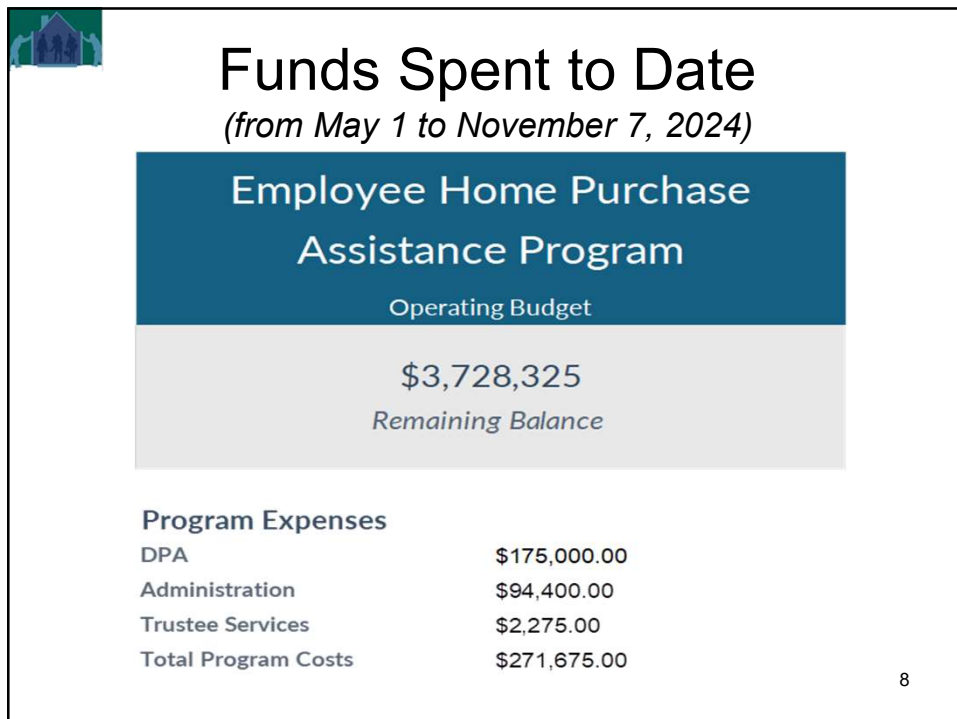 Funds Spent to Date
(from May 1 to November 7, 2024)
Employee Home Purchase
Assistance Program
Operating Budget
$3,728,325
Remaining Balance
Program Expenses
DPA $175,000.00
Administration $94,400.00
Trustee Services $2,275.00
Total Program Costs $271,675.00
8